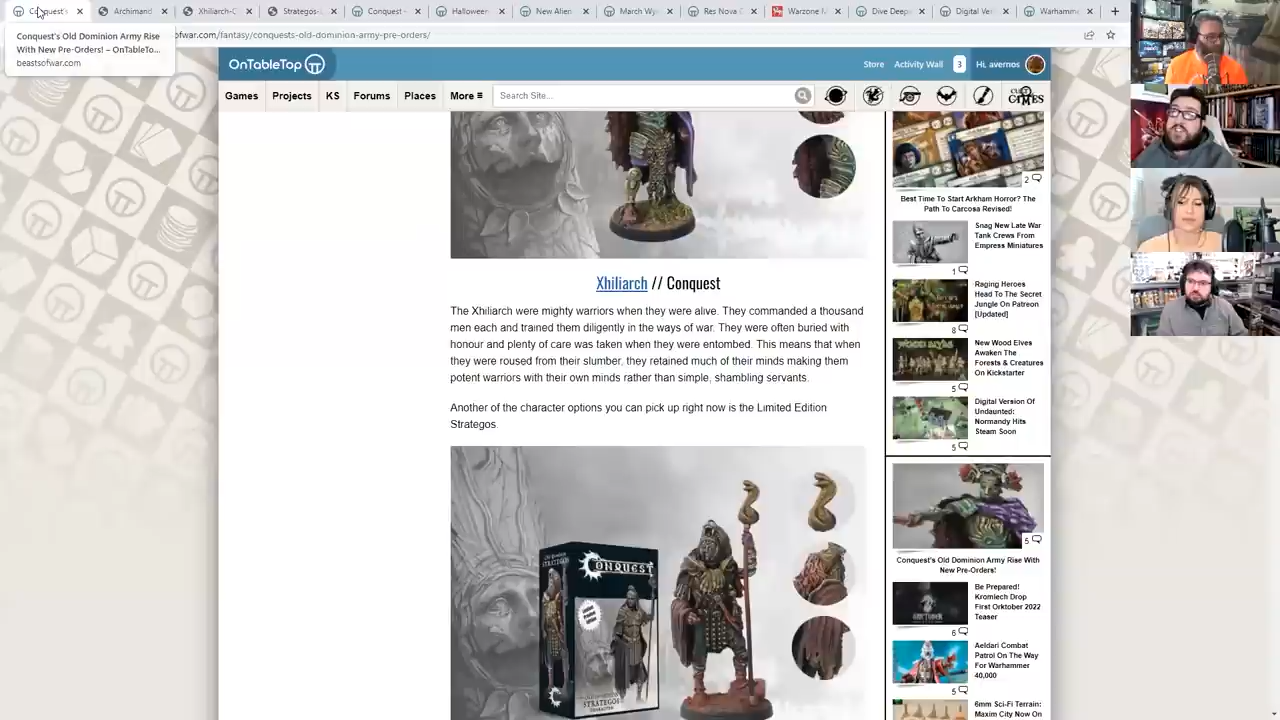 Conquest's
Archimand
Xhiliarch-C
Strategos-L
Conquest -
Halloween
New Alien
March Wy
Res Nova
Warzone M
Dive Deep
Digital Ver
Warhamm
Conquest's Old Dominion Army Rise
With New Pre-Orders! – OnTableTo...
beastsofwar.com
ofwar.com/fantasy/conquests-old-dominion-army-pre-orders/
OnTableTop
Store
Activity Wall
3
Hi, avernos
Games
Projects
KS
Forums
Places
Search Site...
GAMES
Xhiliarch // Conquest
The Xhiliarch were mighty warriors when they were alive. They commanded a thousand
men each and trained them diligently in the ways of war. They were often buried with
honour and plenty of care was taken when they were entombed. This means that when
they were roused from their slumber, they retained much of their minds making them
potent warriors with their own minds rather than simple, shambling servants.
Another of the character options you can pick up right now is the Limited Edition
Strategos.
CONQUEST
STRATEGOS
2
Best Time To Start Arkham Horror? The
Path To Carcosa Revised!
Snag New Late War
Tank Crews From
Empress Miniatures
1
Raging Heroes
Head To The Secret
Jungle On Patreon
[Updated]
8
New Wood Elves
Awaken The
Forests & Creatures
On Kickstarter
5
Digital Version Of
Undaunted:
Normandy Hits
Steam Soon
5
5
Conquest's Old Dominion Army Rise With
New Pre-Orders!
Be Prepared!
Kromlech Drop
First Orktober 2022
Teaser
6
Aeldari Combat
Patrol On The Way
For Warhammer
40,000
5
6mm Sci-Fi Terrain:
Maxim City Now On